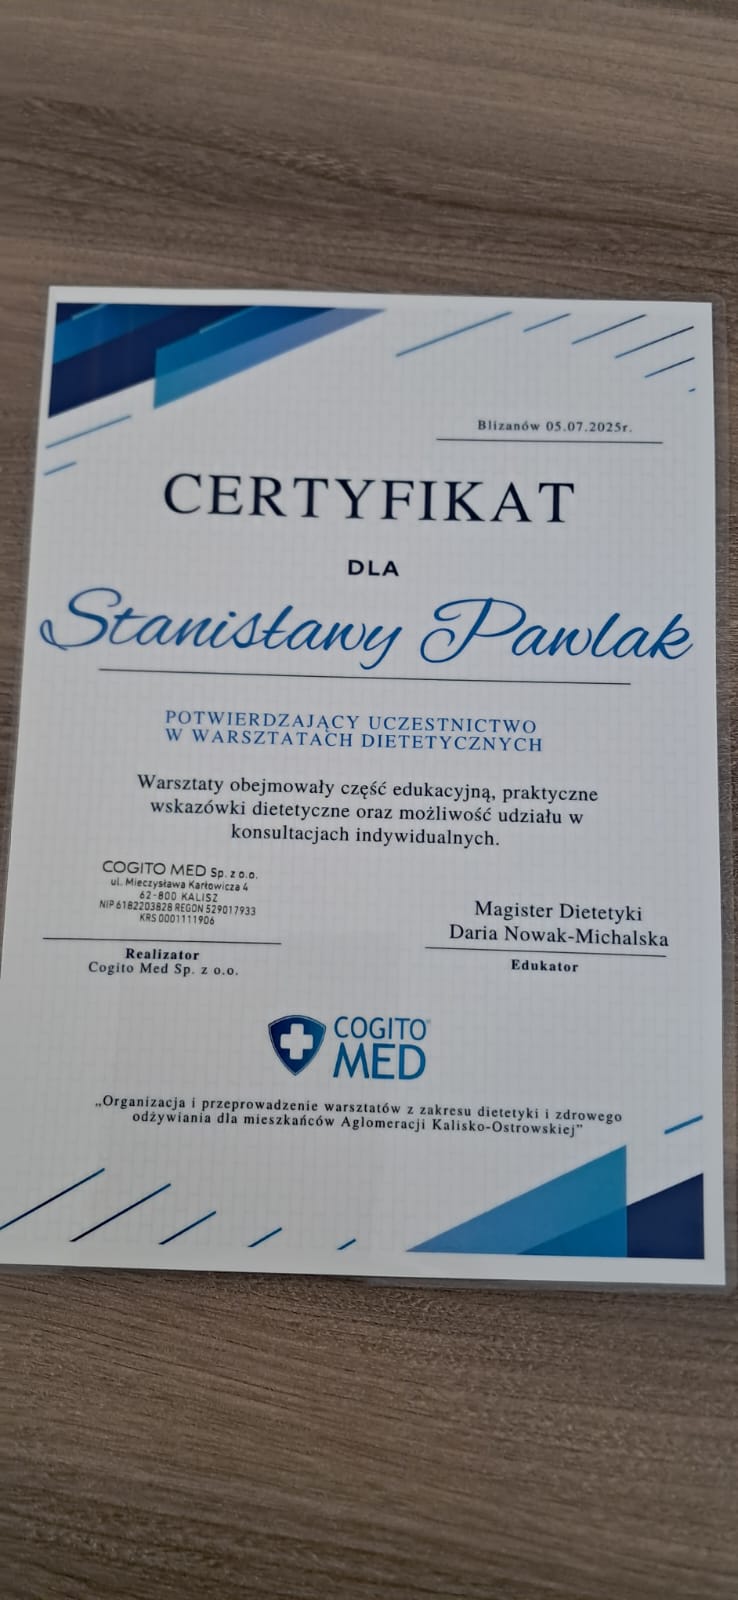 Blizanów 05.07.2025r.
CERTYFIKAT
DLA
Stanisławy Pawlak
POTWIERDZAJĄCY UCZESTNICTWO
W WARSZTATACH DIETETYCZNYCH
Warsztaty obejmowały część edukacyjną, praktyczne
wskazówki dietetyczne oraz możliwość udziału w
konsultacjach indywidualnych.
COGITO MED Sp. z o.o.
ul. Mieczysława Karłowicza 4
62-800 KALISZ
NIP 6182203828 REGON 529017933
KRS 0001111906
Realizator
Cogito Med Sp. z o.o.
Magister Dietetyki
Daria Nowak-Michalska
Edukator
COGITO
MED
„Organizacja i przeprowadzenie warsztatów z zakresu dietetyki i zdrowego
odżywiania dla mieszkańców Aglomeracji Kalisko-Ostrowskiej”